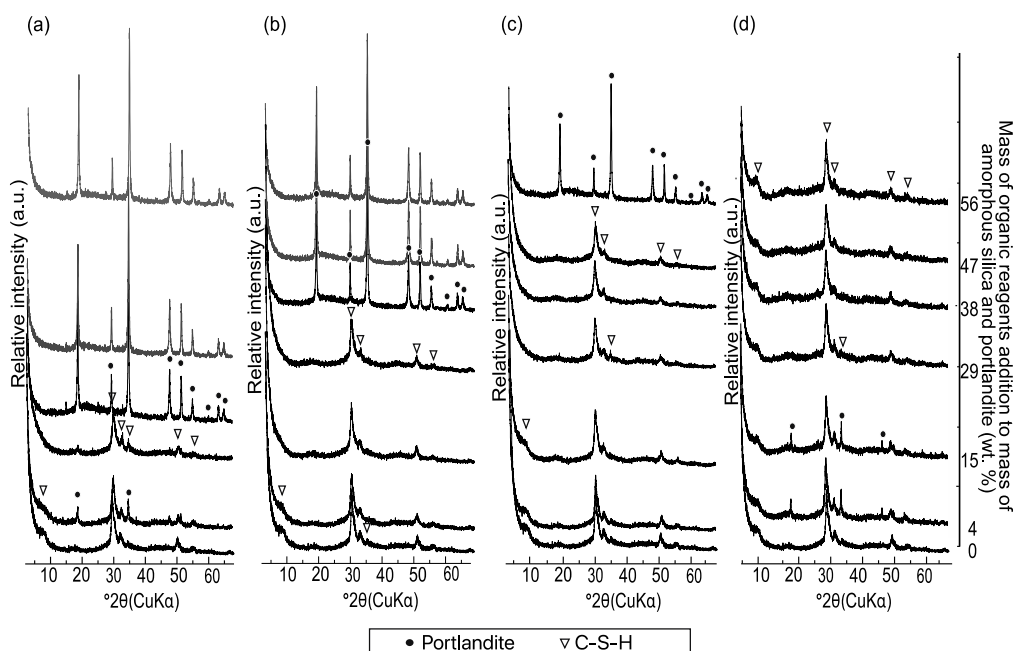 (a)
(b)
(c)
(d)
Relative intensity (a.u.)
Relative intensity (a.u.)
Relative intensity (a.u.)
Relative intensity (a.u.)
56
47
38
29
15
4
0
Mass of organic reagents addition to mass of
amorphous silica and portlandite (wt. %)
10 20 30 40 50 60
10 20 30 40 50 60
10 20 30 40 50 60
10 20 30 40 50 60
°2θ(CuKα)
°2θ(CuKα)
°2θ(CuKα)
°2θ(CuKα)
• Portlandite ▽ C-S-H